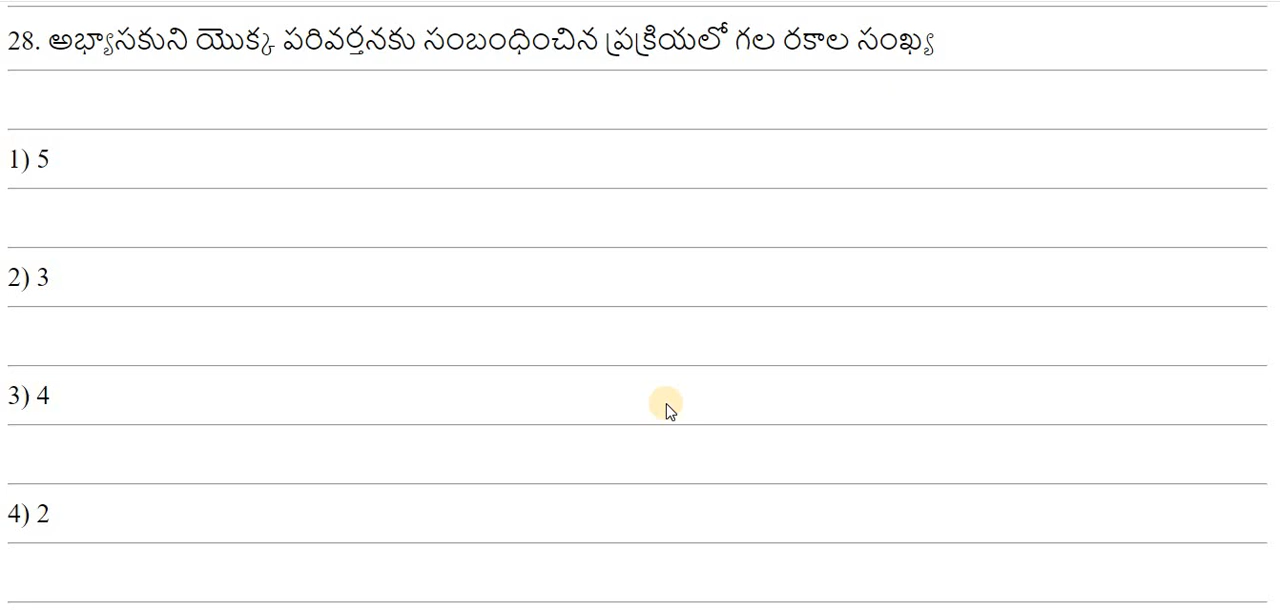 28. అభ్యాసకుని యొక్క పరివర్తనకు సంబంధించిన ప్రక్రియలో గల రకాల సంఖ్య
1) 5
2) 3
3) 4
4) 2